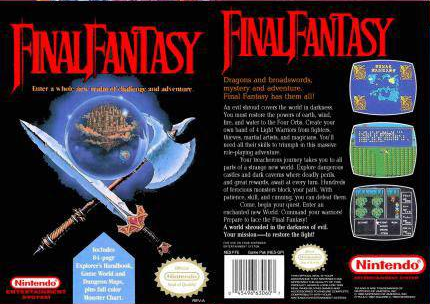 FINAL FANTASY
Enter a whole new realm of challenge and adventure.
Includes
84-page
Explorer's Handbook,
Game World and
Dungeon Maps,
plus full color
Monster Chart.
Nintendo
ENTERTAINMENT
SYSTEM
REV-A
FINAL FANTASY
Dragons and broadswords,
mystery and adventure.
Final Fantasy has them all!
An evil shroud covers the world in darkness.
You must restore the powers of earth, wind,
fire, and water to the Four Orbs. Create your
own band of 4 Light Warriors from fighters,
thieves, martial artists, and magicians. You'll
need all their skills to triumph in this massive
role-playing adventure.
Your treacherous journey takes you to all
parts of a strange new world. Explore dangerous
castles and dark caverns where deadly perils,
and great rewards, await at every turn. Hundreds
of ferocious monsters block your path. With
patience, skill, and cunning, you can defeat them.
Come, begin your quest. Enter an
enchanted new World. Command your warriors!
Prepare to face the Final Fantasy!
A world shrouded in the darkness of evil.
Your mission—to restore the light!
Nintendo